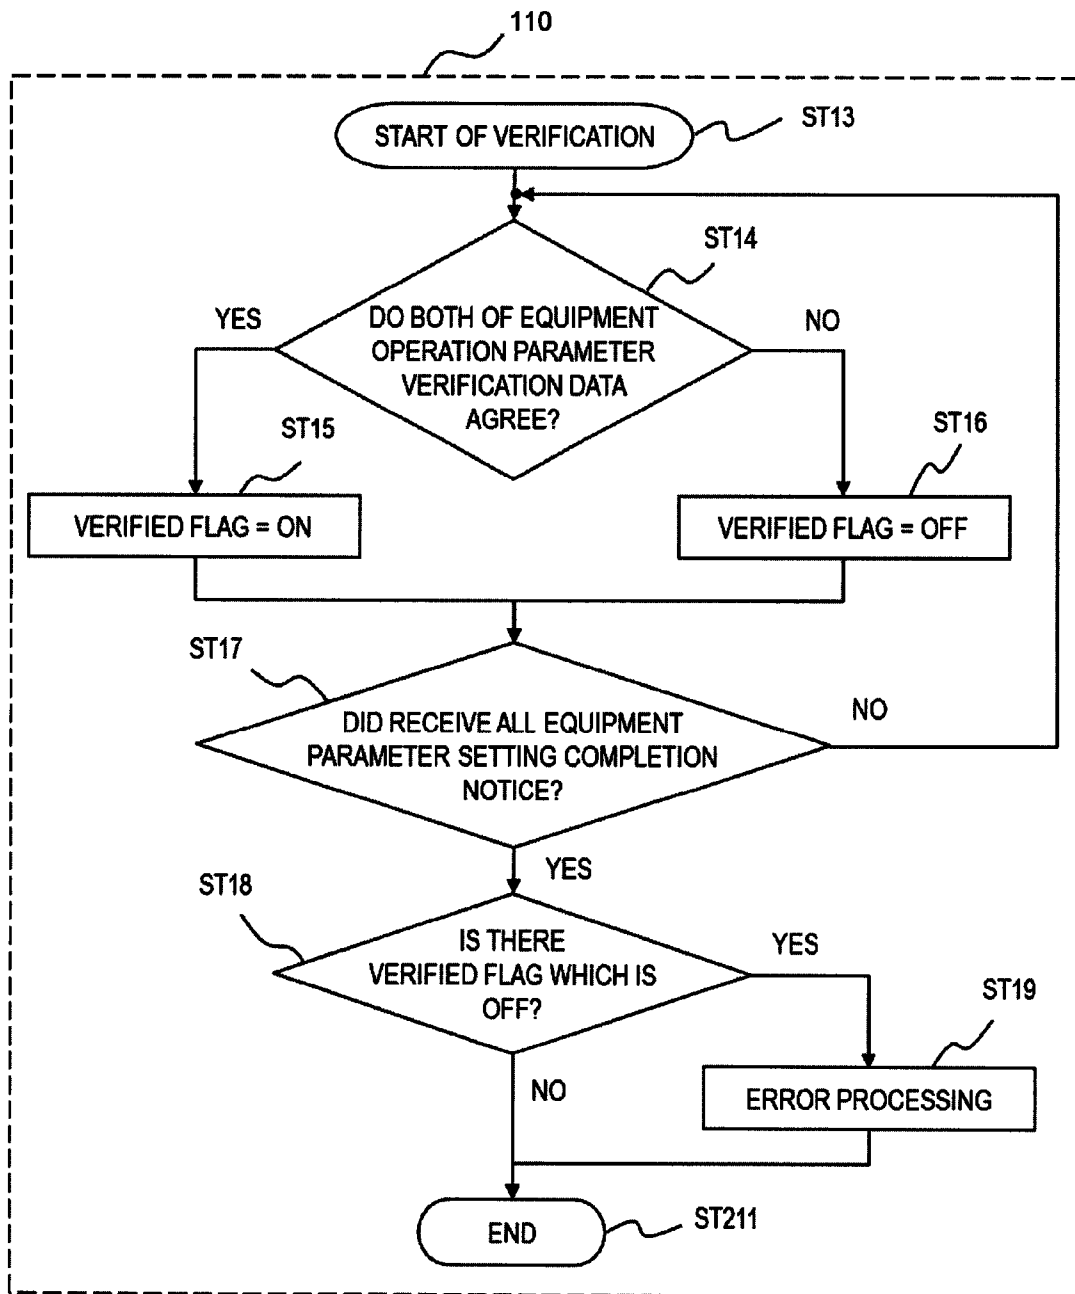 110
START OF VERIFICATION
ST13
ST14
YES
DO BOTH OF EQUIPMENT
OPERATION PARAMETER
VERIFICATION DATA
AGREE?
NO
ST15
ST16
VERIFIED FLAG = ON
VERIFIED FLAG = OFF
ST17
DID RECEIVE ALL EQUIPMENT
PARAMETER SETTING COMPLETION
NOTICE?
NO
YES
ST18
IS THERE
VERIFIED FLAG WHICH IS
OFF?
YES
ST19
NO
ERROR PROCESSING
END
ST211